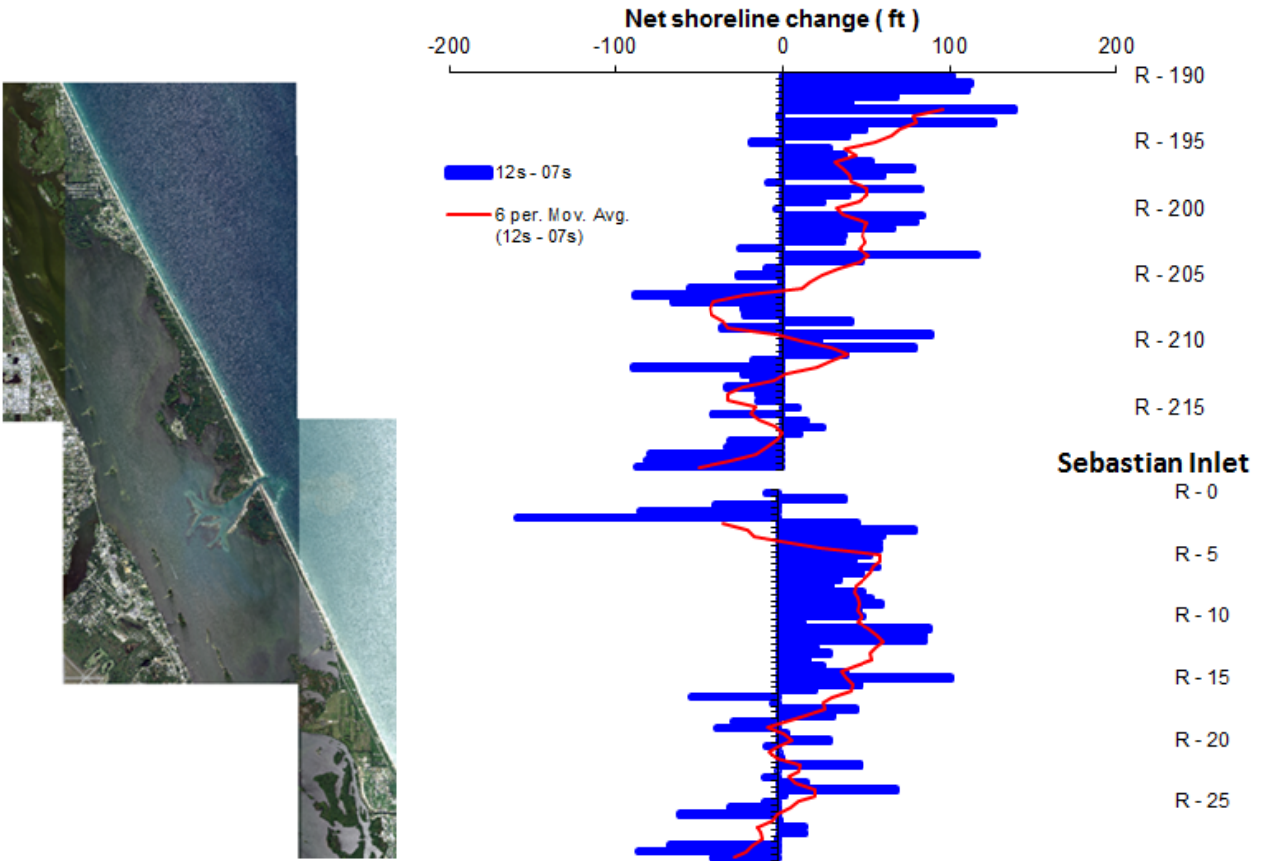 Net shoreline change ( ft )
-200 -100 0 100 200
R - 190
R - 195
12s - 07s
R - 200
6 per. Mov. Avg.
(12s - 07s)
R - 205
R - 210
R - 215
Sebastian Inlet
R - 0
R - 5
R - 10
R - 15
R - 20
R - 25